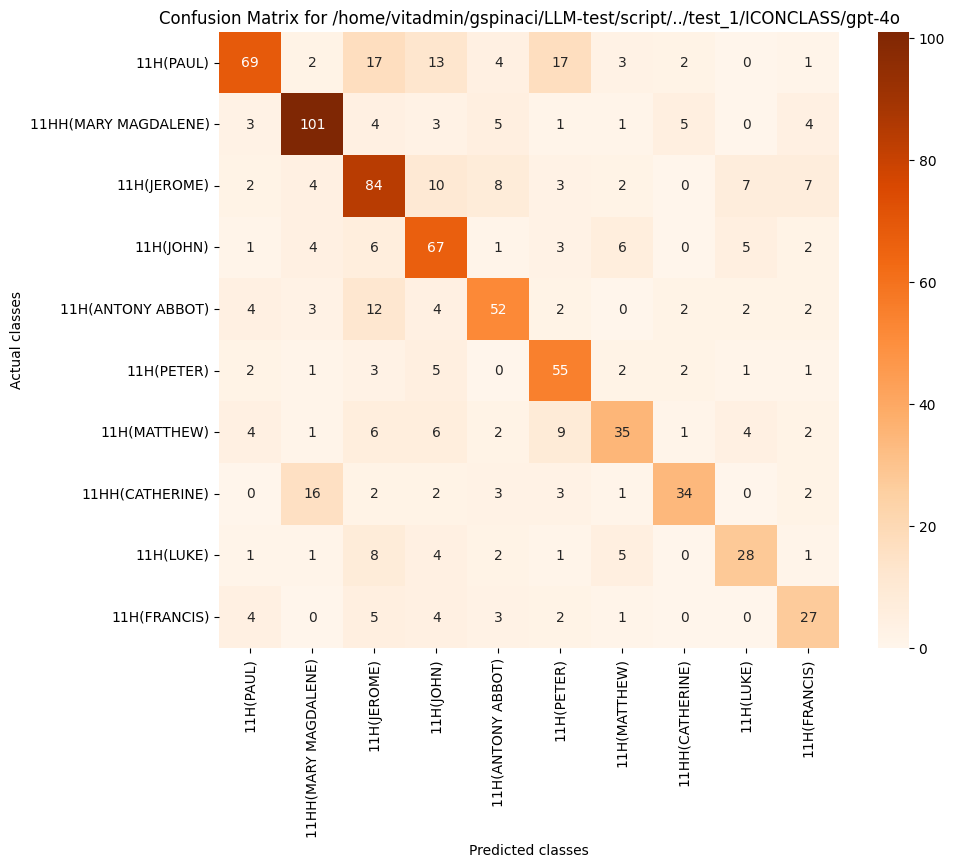 Confusion Matrix for /home/vitadmin/gspinaci/LLM-test/script/../test_1/ICONCLASS/gpt-4o
11H(PAUL) 69 2 17 13 4 17 3 2 0 1
11HH(MARY MAGDALENE) 3 101 4 3 5 1 1 5 0 4
11H(JEROME) 2 4 84 10 8 3 2 0 7 7
11H(JOHN) 1 4 6 67 1 3 6 0 5 2
11H(ANTONY ABBOT) 4 3 12 4 52 2 0 2 2 2
11H(PETER) 2 1 3 5 0 55 2 2 1 1
11H(MATTHEW) 4 1 6 6 2 9 35 1 4 2
11HH(CATHERINE) 0 16 2 2 3 3 1 34 0 2
11H(LUKE) 1 1 8 4 2 1 5 0 28 1
11H(FRANCIS) 4 0 5 4 3 2 1 0 0 27
Actual classes
11H(PAUL)
11HH(MARY MAGDALENE)
11H(JEROME)
11H(JOHN)
11H(ANTONY ABBOT)
11H(PETER)
11H(MATTHEW)
11HH(CATHERINE)
11H(LUKE)
11H(FRANCIS)
Predicted classes
100
80
60
40
20
0